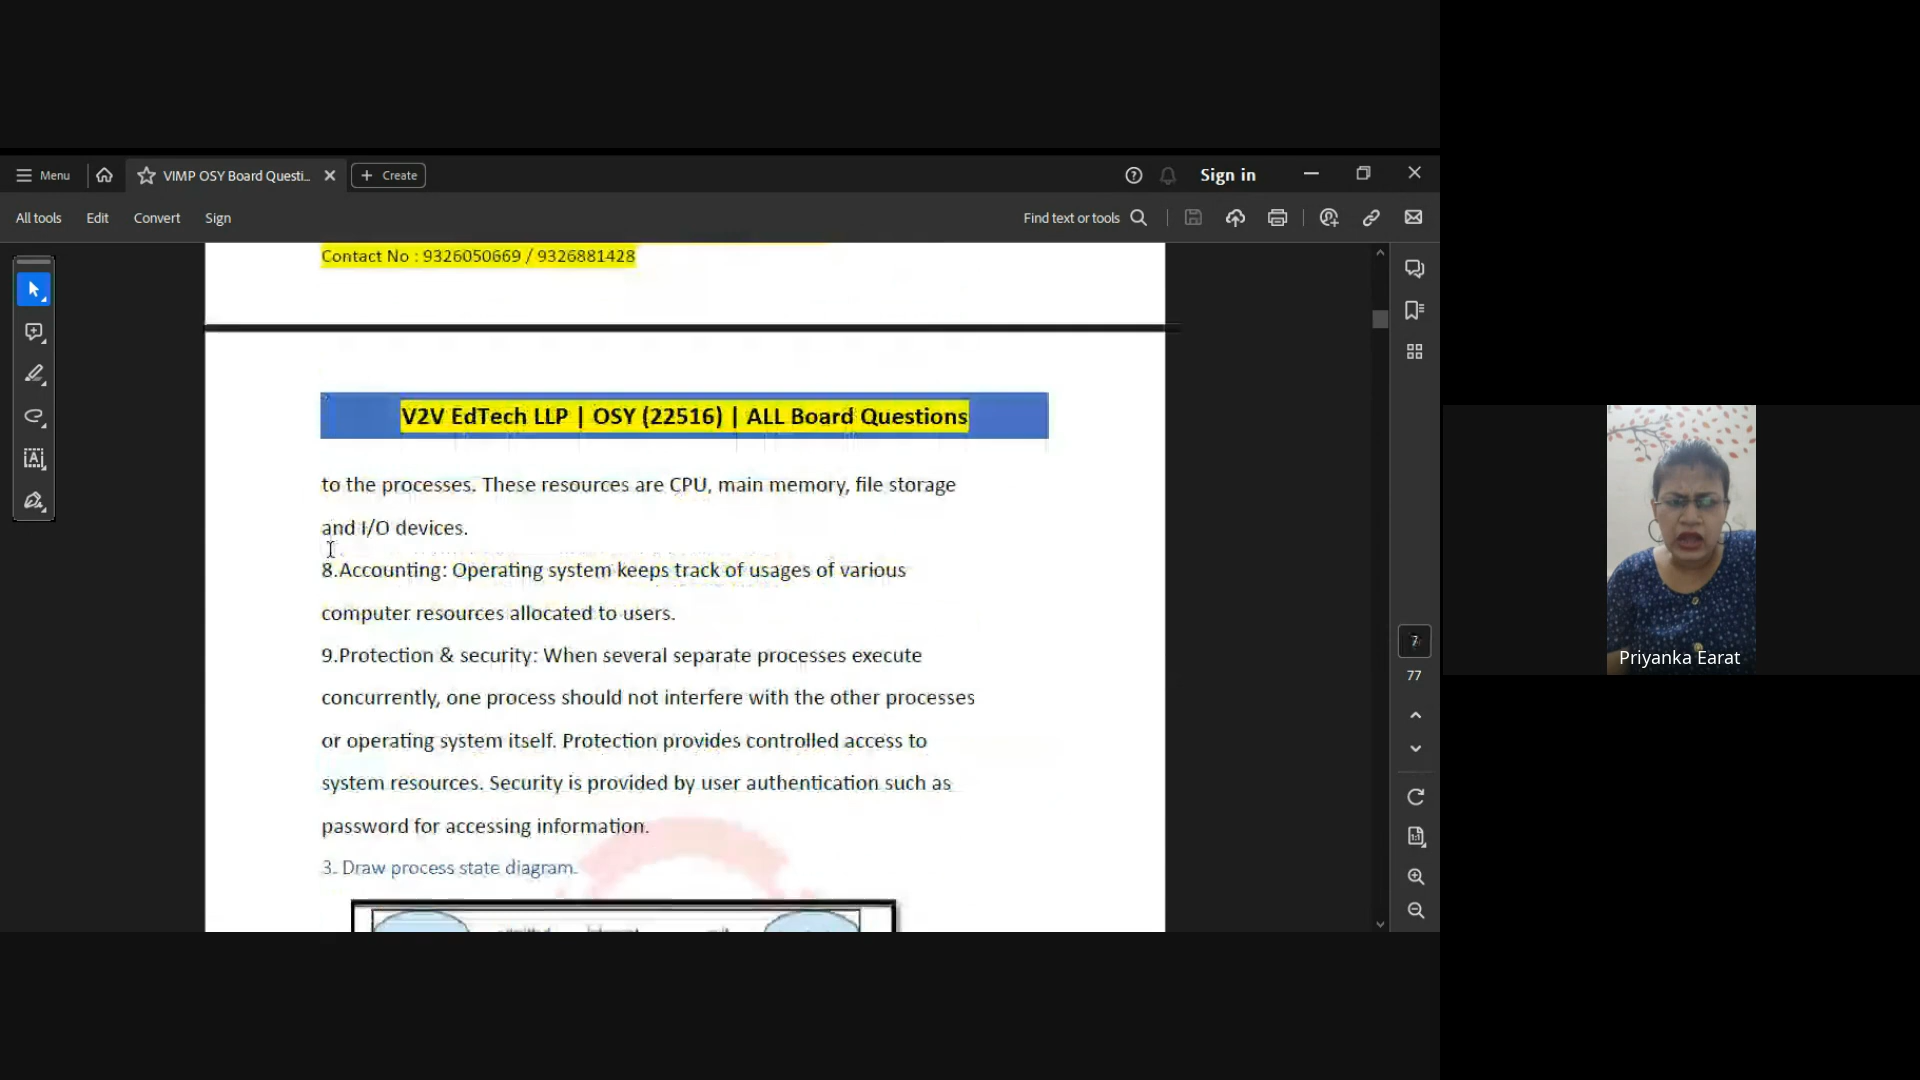 Menu
VIMP OSY Board Questi...
Create
Sign in
All tools
Edit
Convert
Sign
Find text or tools
Contact No : 9326050669 / 9326881428
V2V EdTech LLP | OSY (22516) | ALL Board Questions
to the processes. These resources are CPU, main memory, file storage
and I/O devices.
8.Accounting: Operating system keeps track of usages of various
computer resources allocated to users.
9.Protection & security: When several separate processes execute
concurrently, one process should not interfere with the other processes
or operating system itself. Protection provides controlled access to
system resources. Security is provided by user authentication such as
password for accessing information.
3. Draw process state diagram.
7
77
Priyanka Earat